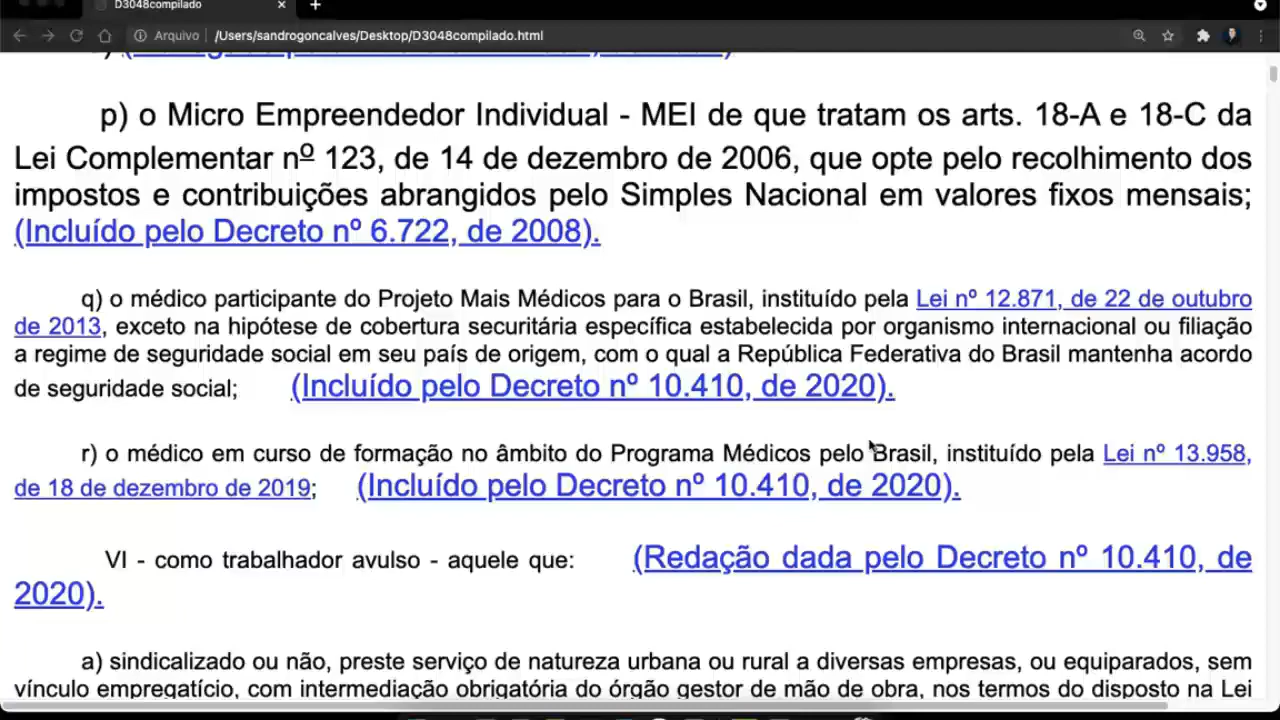 D3048compilado
Arquivo /Users/sandrogoncalves/Desktop/D3048compilado.html
p) o Micro Empreendedor Individual - MEI de que tratam os arts. 18-A e 18-C da
Lei Complementar nº 123, de 14 de dezembro de 2006, que opte pelo recolhimento dos
impostos e contribuições abrangidos pelo Simples Nacional em valores fixos mensais;
(Incluído pelo Decreto nº 6.722, de 2008).
q) o médico participante do Projeto Mais Médicos para o Brasil, instituído pela Lei nº 12.871, de 22 de outubro
de 2013, exceto na hipótese de cobertura securitária específica estabelecida por organismo internacional ou filiação
a regime de seguridade social em seu país de origem, com o qual a República Federativa do Brasil mantenha acordo
de seguridade social; (Incluído pelo Decreto nº 10.410, de 2020).
r) o médico em curso de formação no âmbito do Programa Médicos pelo Brasil, instituído pela Lei nº 13.958,
de 18 de dezembro de 2019; (Incluído pelo Decreto nº 10.410, de 2020).
VI - como trabalhador avulso - aquele que: (Redação dada pelo Decreto nº 10.410, de
2020).
a) sindicalizado ou não, preste serviço de natureza urbana ou rural a diversas empresas, ou equiparados, sem
vínculo empregatício, com intermediação obrigatória do órgão gestor de mão de obra, nos termos do disposto na Lei